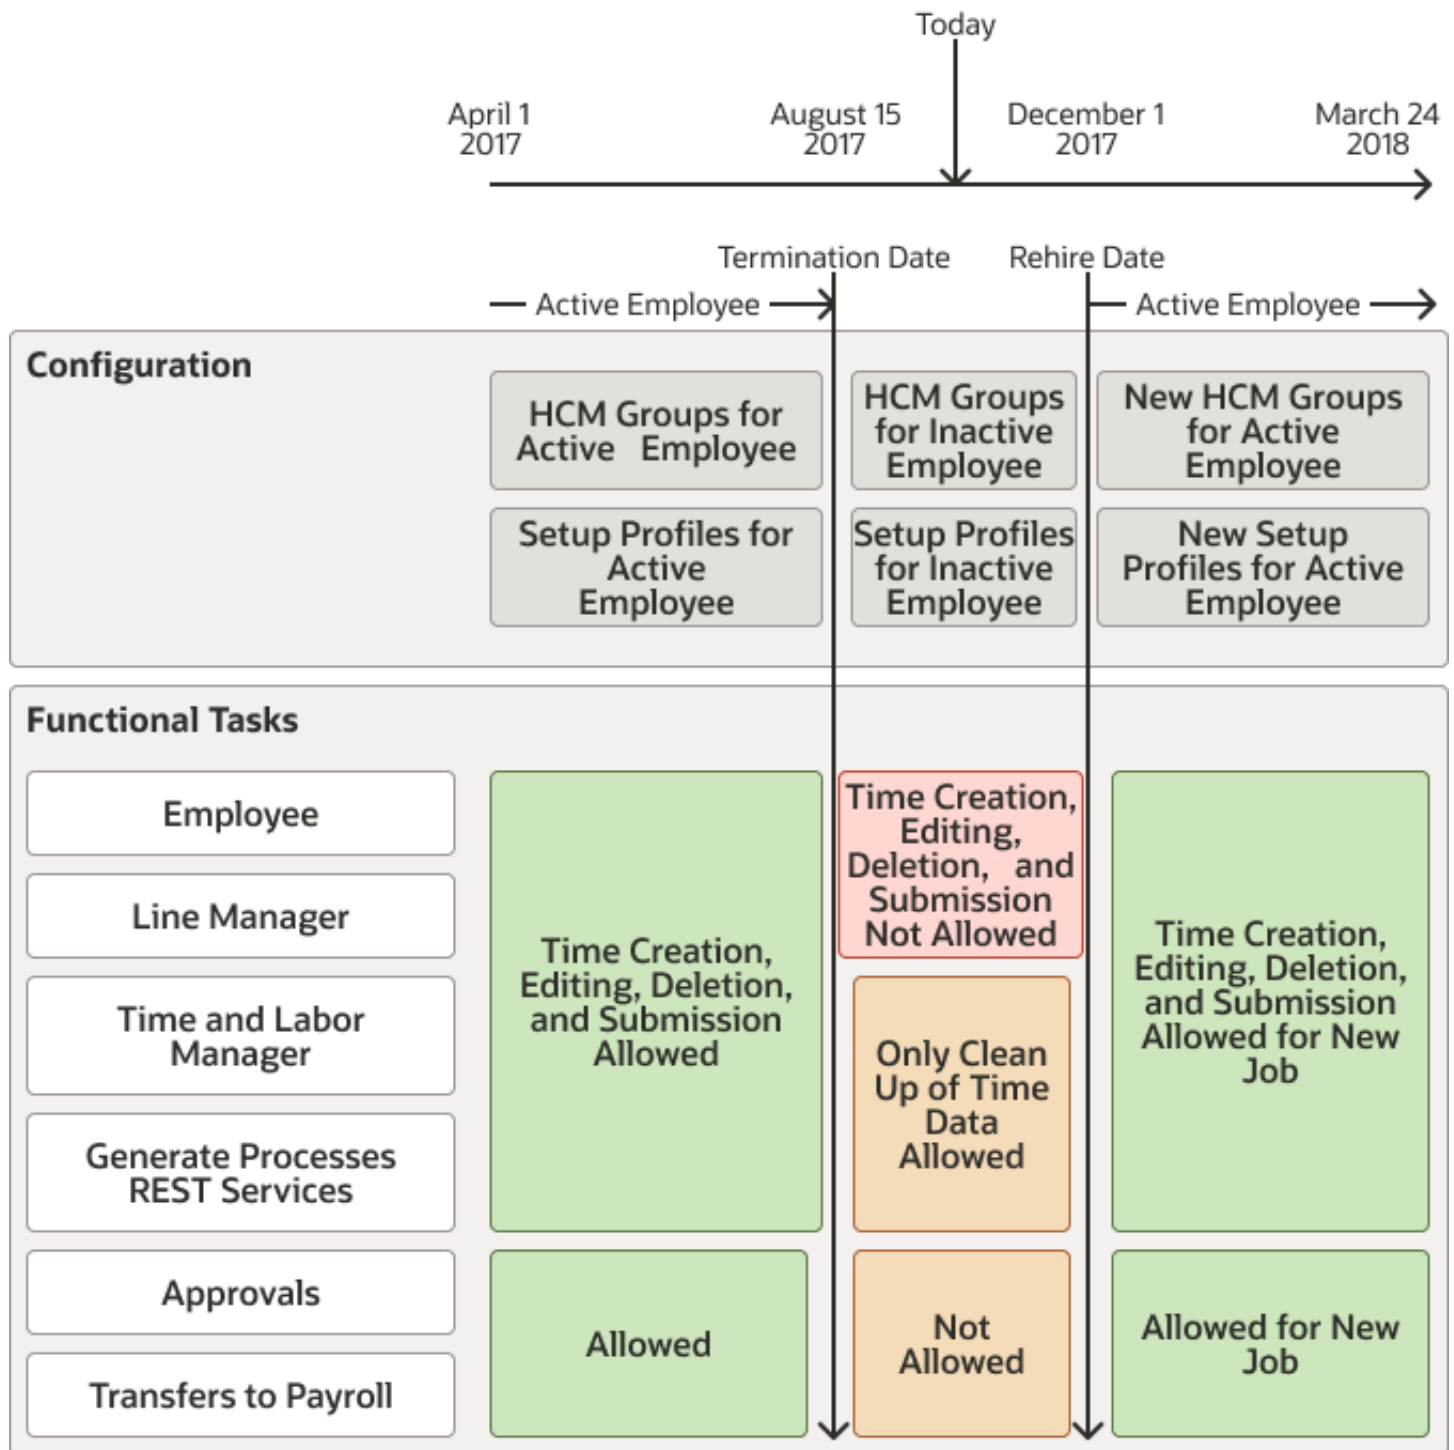 Today
April 1
2017
August 15
2017
December 1
2017
March 24
2018
Termination Date
Rehire Date
Active Employee
Active Employee
Configuration
HCM Groups for
Active Employee
HCM Groups
for Inactive
Employee
New HCM Groups
for Active
Employee
Setup Profiles for
Active
Employee
Setup Profiles
for Inactive
Employee
New Setup
Profiles for Active
Employee
Functional Tasks
Employee
Line Manager
Time and Labor
Manager
Generate Processes
REST Services
Approvals
Transfers to Payroll
Time Creation,
Editing, Deletion,
and Submission
Allowed
Allowed
Time Creation,
Editing,
Deletion, and
Submission
Not Allowed
Only Clean
Up of Time
Data
Allowed
Not
Allowed
Time Creation,
Editing, Deletion,
and Submission
Allowed for New
Job
Allowed for New
Job